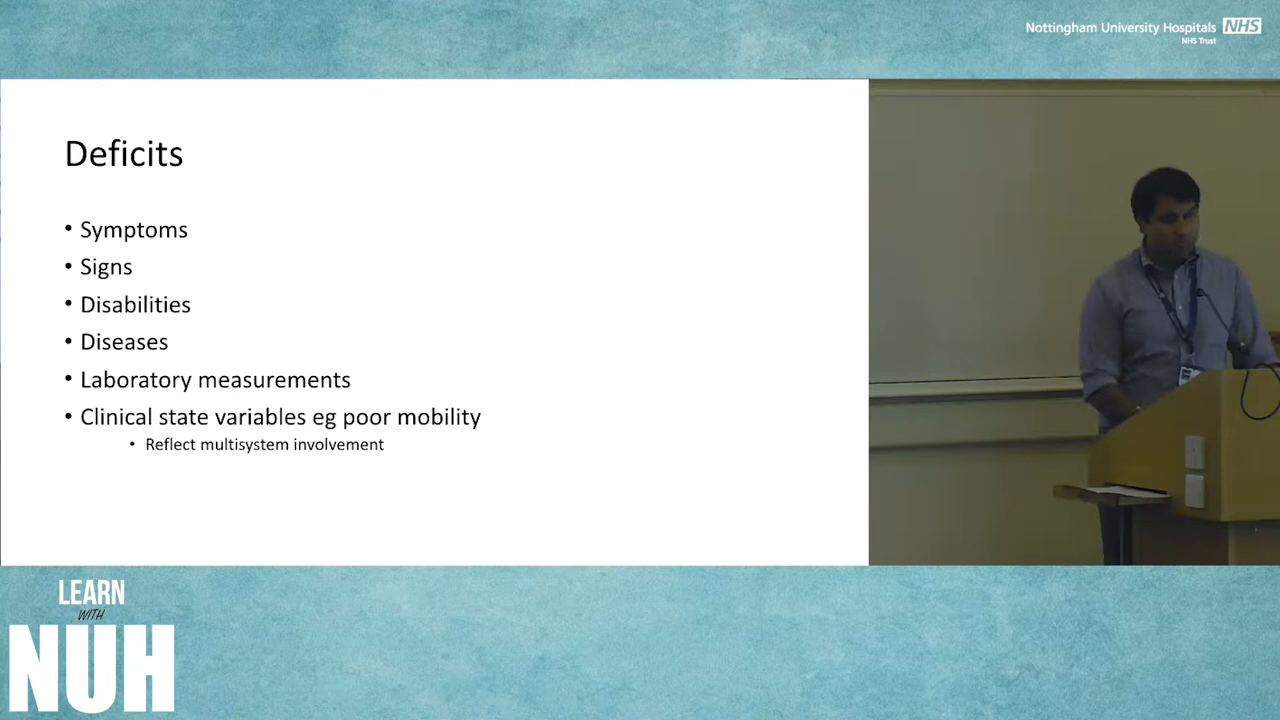 Nottingham University Hospitals NHS
NHS Trust
Deficits
• Symptoms
• Signs
• Disabilities
• Diseases
• Laboratory measurements
• Clinical state variables eg poor mobility
• Reflect multisystem involvement
LEARN
WITH
NUH